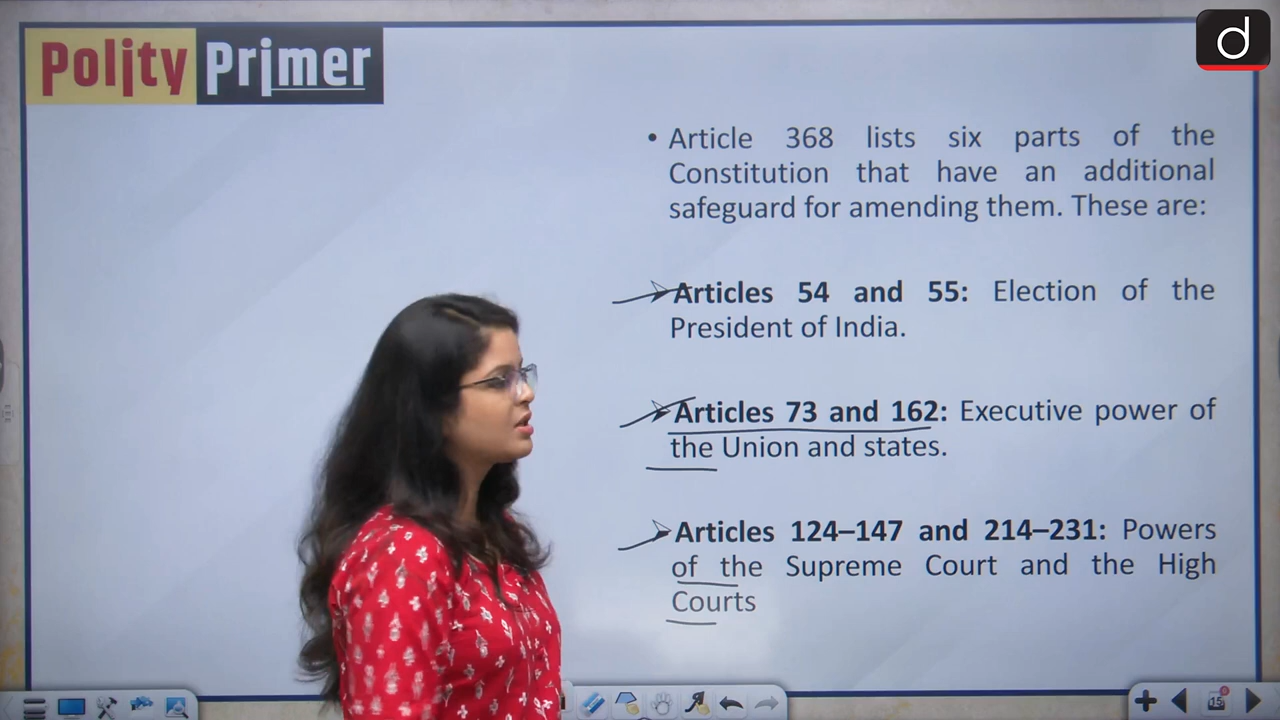 Polity Primer
d
• Article 368 lists six parts of the
Constitution that have an additional
safeguard for amending them. These are:
Articles 54 and 55: Election of the
President of India.
Articles 73 and 162: Executive power of
the Union and states.
Articles 124–147 and 214–231: Powers
of the Supreme Court and the High
Courts
15